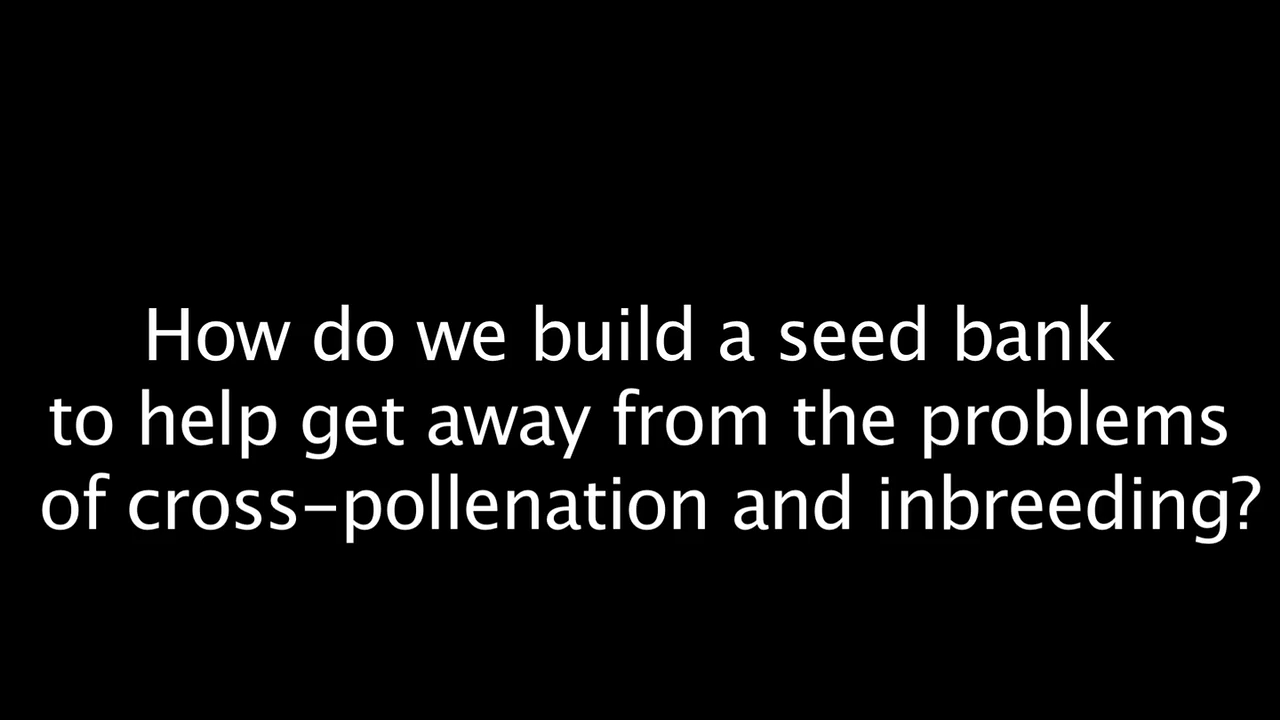 How do we build a seed bank
to help get away from the problems
of cross-pollenation and inbreeding?